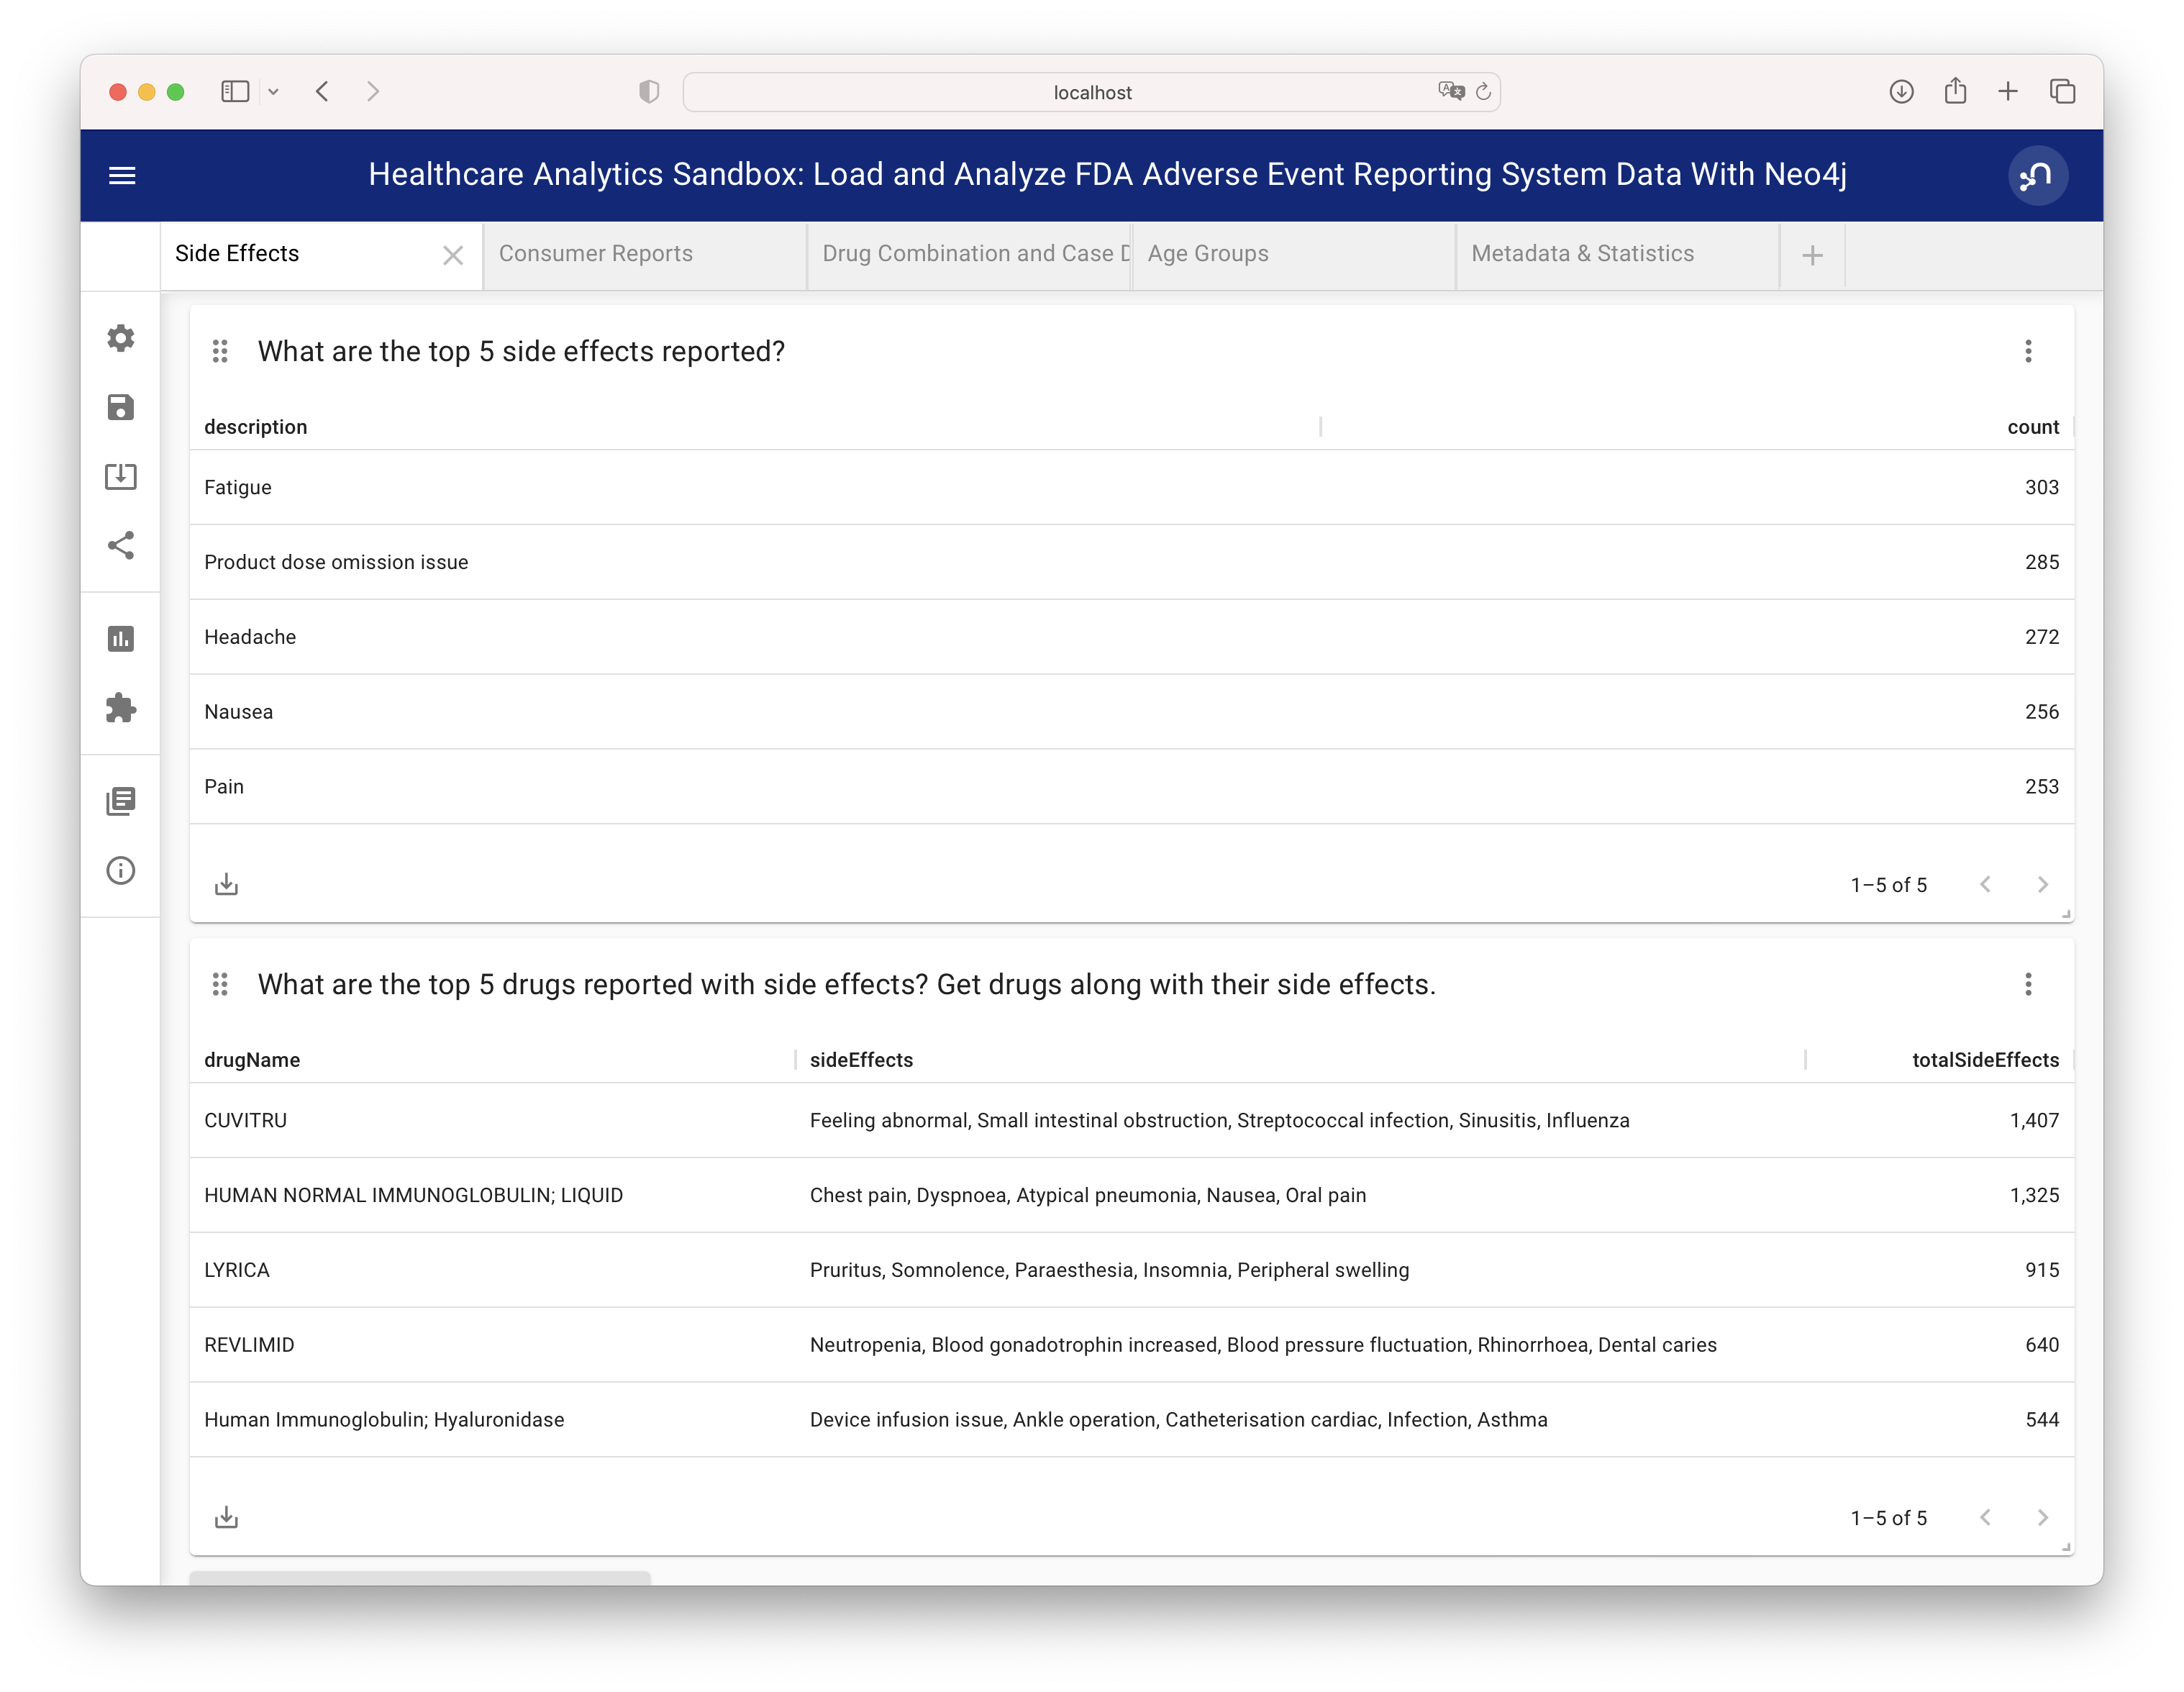 localhost
Healthcare Analytics Sandbox: Load and Analyze FDA Adverse Event Reporting System Data With Neo4j
Side Effects Consumer Reports Drug Combination and Case D Age Groups Metadata & Statistics
What are the top 5 side effects reported?
description count
Fatigue 303
Product dose omission issue 285
Headache 272
Nausea 256
Pain 253
1–5 of 5
What are the top 5 drugs reported with side effects? Get drugs along with their side effects.
drugName sideEffects totalSideEffects
CUVITRU Feeling abnormal, Small intestinal obstruction, Streptococcal infection, Sinusitis, Influenza 1,407
HUMAN NORMAL IMMUNOGLOBULIN; LIQUID Chest pain, Dyspnoea, Atypical pneumonia, Nausea, Oral pain 1,325
LYRICA Pruritus, Somnolence, Paraesthesia, Insomnia, Peripheral swelling 915
REVLIMID Neutropenia, Blood gonadotrophin increased, Blood pressure fluctuation, Rhinorrhoea, Dental caries 640
Human Immunoglobulin; Hyaluronidase Device infusion issue, Ankle operation, Catheterisation cardiac, Infection, Asthma 544
1–5 of 5